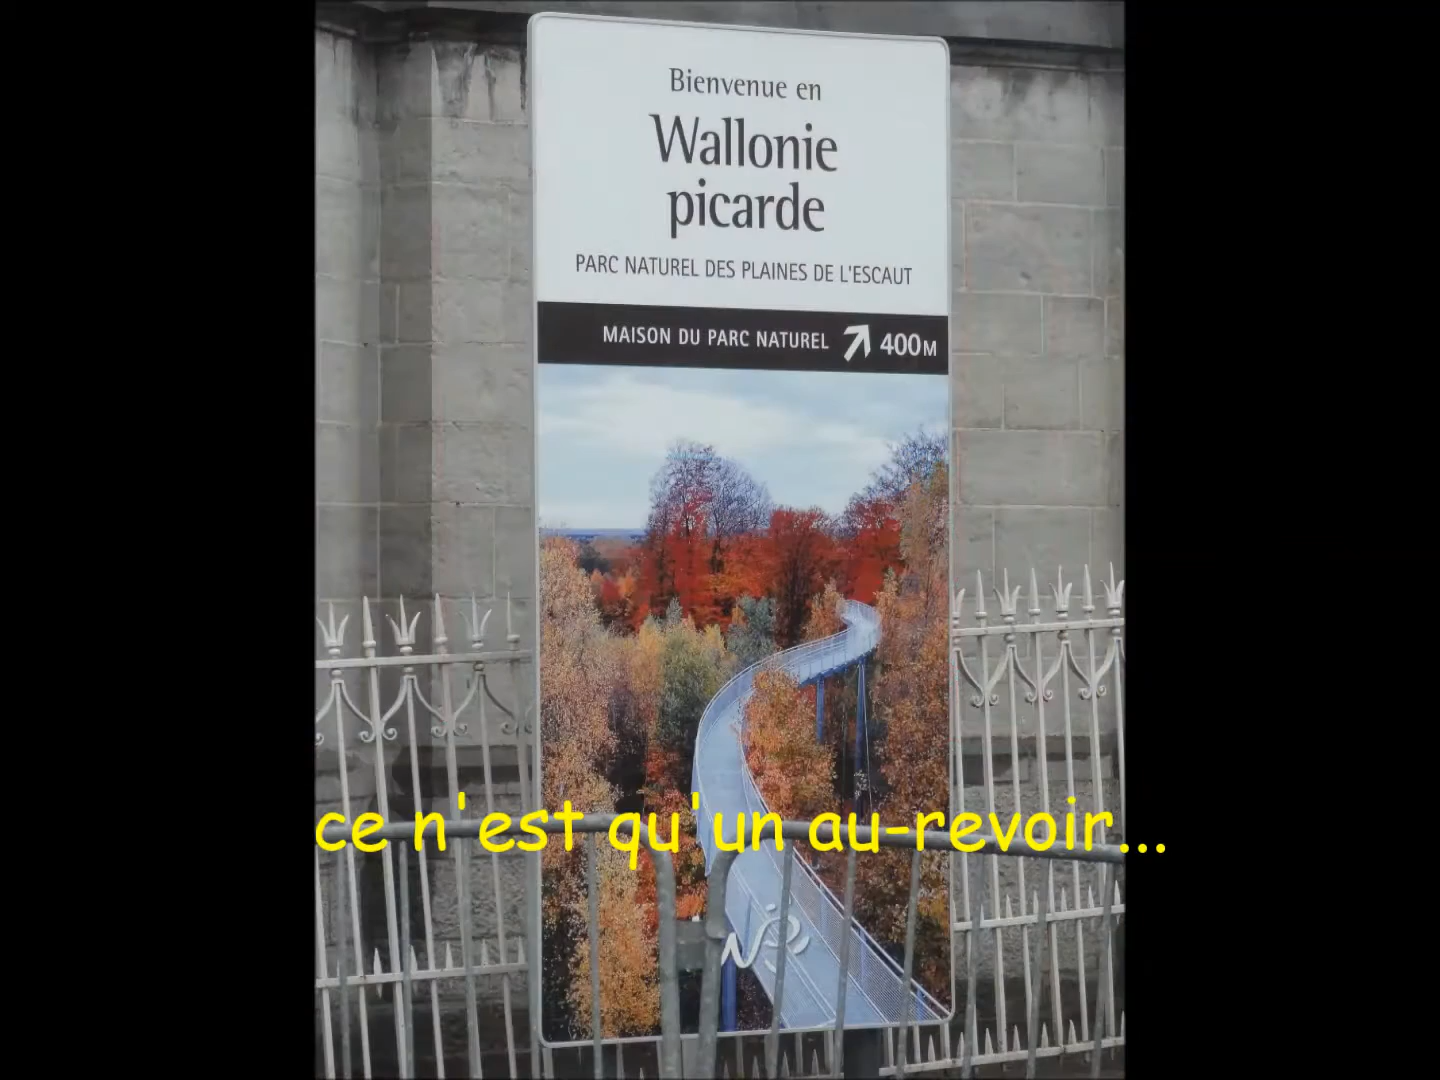 Bienvenue en
Wallonie
picarde
PARC NATUREL DES PLAINES DE L'ESCAUT
MAISON DU PARC NATUREL 400M
ce n'est qu'un au-revoir...